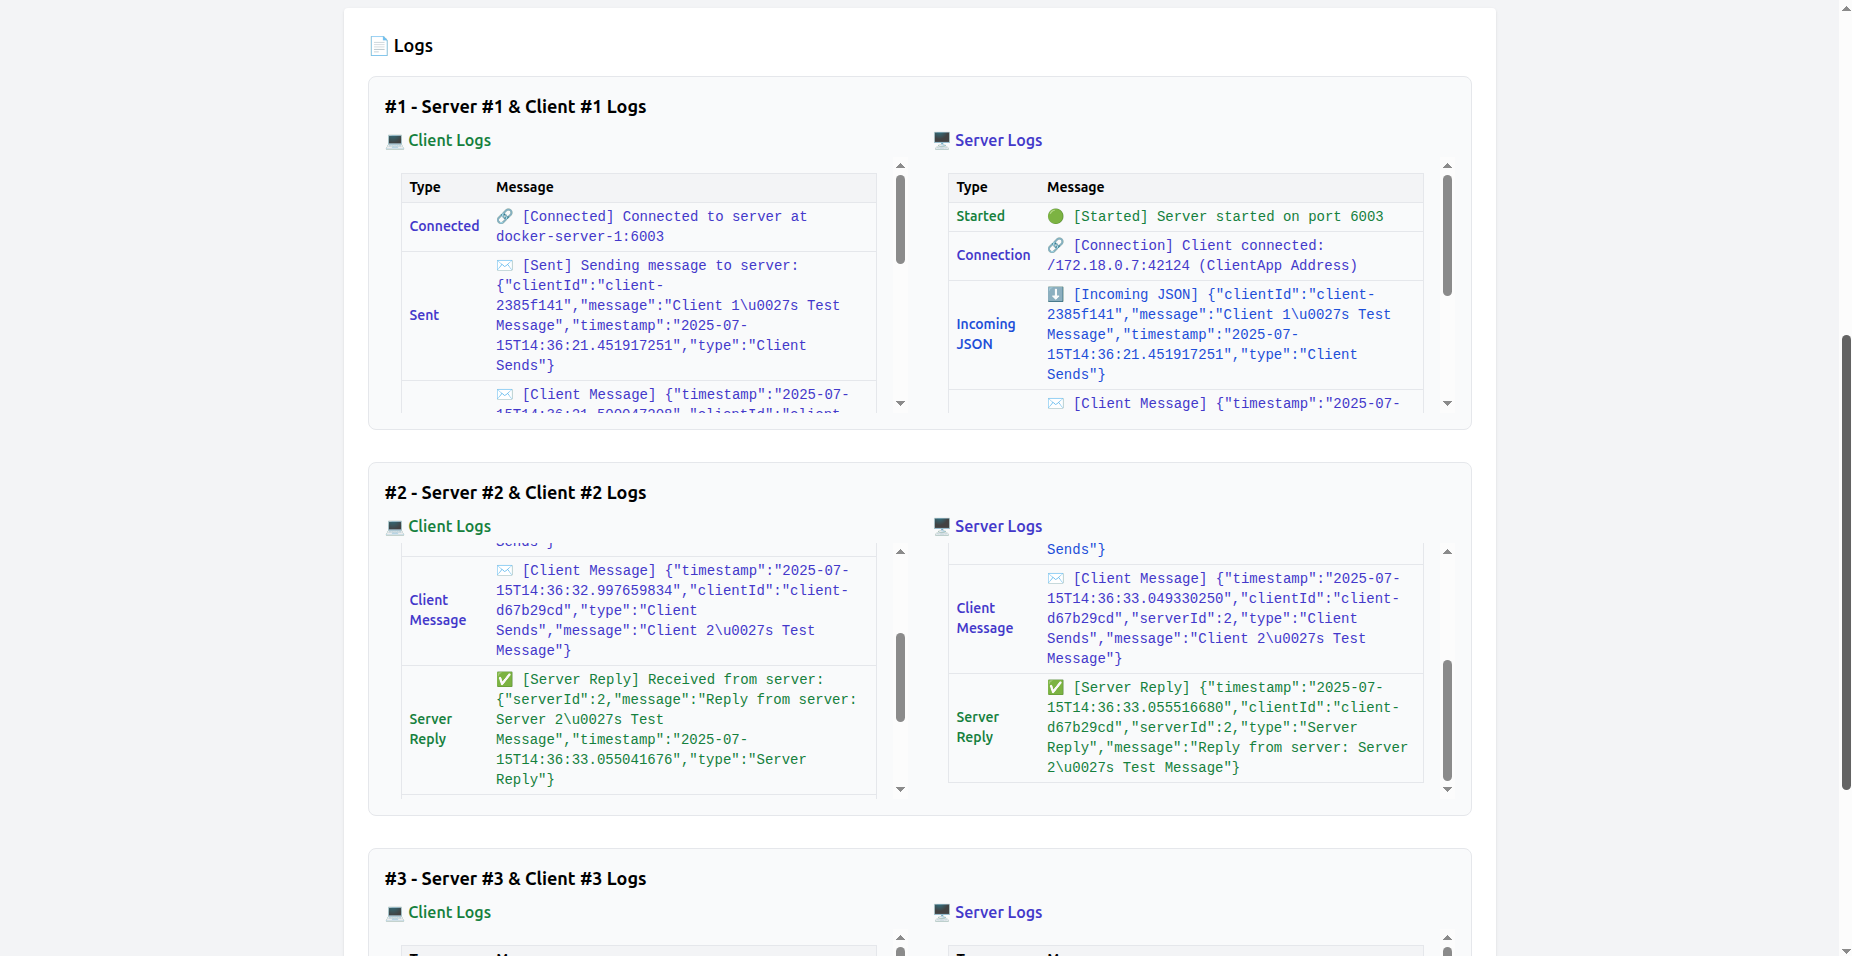 📄 Logs
#1 - Server #1 & Client #1 Logs
💻 Client Logs
Type Message
Connected
🔗 [Connected] Connected to server at
docker-server-1:6003
Sent
✉️ [Sent] Sending message to server:
{"clientId":"client-
2385f141","message":"Client 1\u0027s Test
Message","timestamp":"2025-07-
15T14:36:21.451917251","type":"Client
Sends"}
✉️ [Client Message] {"timestamp":"2025-07-
🖥️ Server Logs
Type Message
Started
🟢 [Started] Server started on port 6003
Connection
🔗 [Connection] Client connected:
/172.18.0.7:42124 (ClientApp Address)
Incoming
JSON
⬇️ [Incoming JSON] {"clientId":"client-
2385f141","message":"Client 1\u0027s Test
Message","timestamp":"2025-07-
15T14:36:21.451917251","type":"Client
Sends"}
✉️ [Client Message] {"timestamp":"2025-07-
#2 - Server #2 & Client #2 Logs
💻 Client Logs
Sends"}
Client
Message
✉️ [Client Message] {"timestamp":"2025-07-
15T14:36:32.997659834","clientId":"client-
d67b29cd","type":"Client
Sends","message":"Client 2\u0027s Test
Message"}
Server
Reply
✅ [Server Reply] Received from server:
{"serverId":2,"message":"Reply from server:
Server 2\u0027s Test
Message","timestamp":"2025-07-
15T14:36:33.055041676","type":"Server
Reply"}
🖥️ Server Logs
Sends"}
Client
Message
✉️ [Client Message] {"timestamp":"2025-07-
15T14:36:33.049330250","clientId":"client-
d67b29cd","serverId":2,"type":"Client
Sends","message":"Client 2\u0027s Test
Message"}
Server
Reply
✅ [Server Reply] {"timestamp":"2025-07-
15T14:36:33.055516680","clientId":"client-
d67b29cd","serverId":2,"type":"Server
Reply","message":"Reply from server: Server
2\u0027s Test Message"}
#3 - Server #3 & Client #3 Logs
💻 Client Logs
🖥️ Server Logs